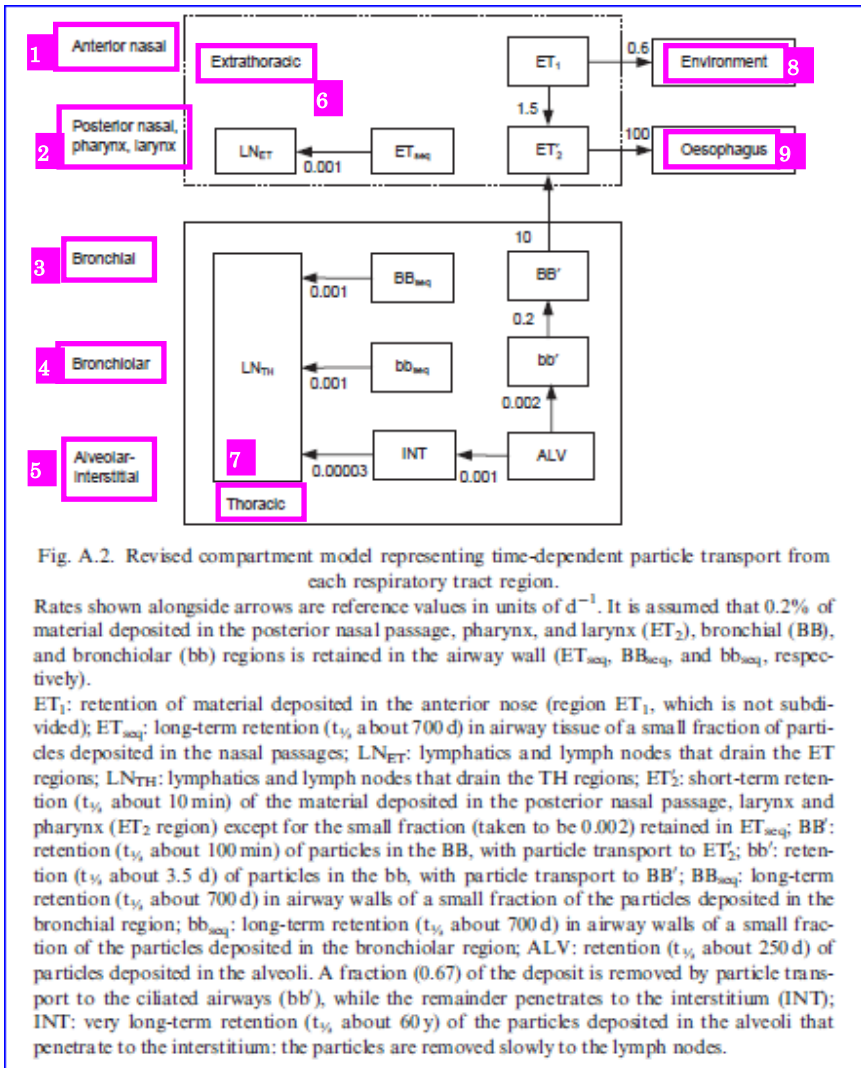 1
Anterior nasal
Extrathoracic
6
ET1
0.6
Environment
8
1.5
2
Posterior nasal,
pharynx, larynx
LNET
0.001
ETseq
ET′2
100
Oesophagus
9
10
3
Bronchial
0.001
BBseq
BB′
0.2
4
Bronchiolar
LNTH
0.001
bbseq
bb′
0.002
5
Alveolar-
interstitial
7
0.00003
INT
0.001
ALV
Thoracic
Fig. A.2. Revised compartment model representing time-dependent particle transport from
each respiratory tract region.
Rates shown alongside arrows are reference values in units of d⁻¹. It is assumed that 0.2% of
material deposited in the posterior nasal passage, pharynx, and larynx (ET2), bronchial (BB),
and bronchiolar (bb) regions is retained in the airway wall (ETseq, BBseq, and bbseq, respec-
tively).
ET1: retention of material deposited in the anterior nose (region ET1, which is not subdi-
vided); ETseq: long-term retention (t½ about 700 d) in airway tissue of a small fraction of parti-
cles deposited in the nasal passages; LNET: lymphatics and lymph nodes that drain the ET
regions; LNTH: lymphatics and lymph nodes that drain the TH regions; ET′2: short-term reten-
tion (t½ about 10 min) of the material deposited in the posterior nasal passage, larynx and
pharynx (ET2 region) except for the small fraction (taken to be 0.002) retained in ETseq; BB′:
retention (t½ about 100 min) of particles in the BB, with particle transport to ET′2; bb′: reten-
tion (t½ about 3.5 d) of particles in the bb, with particle transport to BB′; BBseq: long-term
retention (t½ about 700 d) in airway walls of a small fraction of the particles deposited in the
bronchial region; bbseq: long-term retention (t½ about 700 d) in airway walls of a small frac-
tion of the particles deposited in the bronchiolar region; ALV: retention (t½ about 250 d) of
particles deposited in the alveoli. A fraction (0.67) of the deposit is removed by particle trans-
port to the ciliated airways (bb′), while the remainder penetrates to the interstitium (INT);
INT: very long-term retention (t½ about 60 y) of the particles deposited in the alveoli that
penetrate to the interstitium: the particles are removed slowly to the lymph nodes.